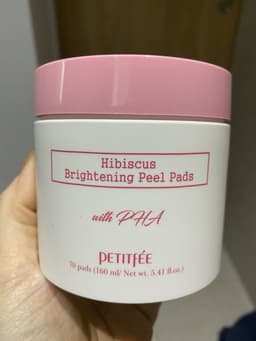 Hibiscus
Brightening Peel Pads
with PHA
PETITFÉE
70 pads (160 ml/ Net wt. 5.41 fl.oz.)